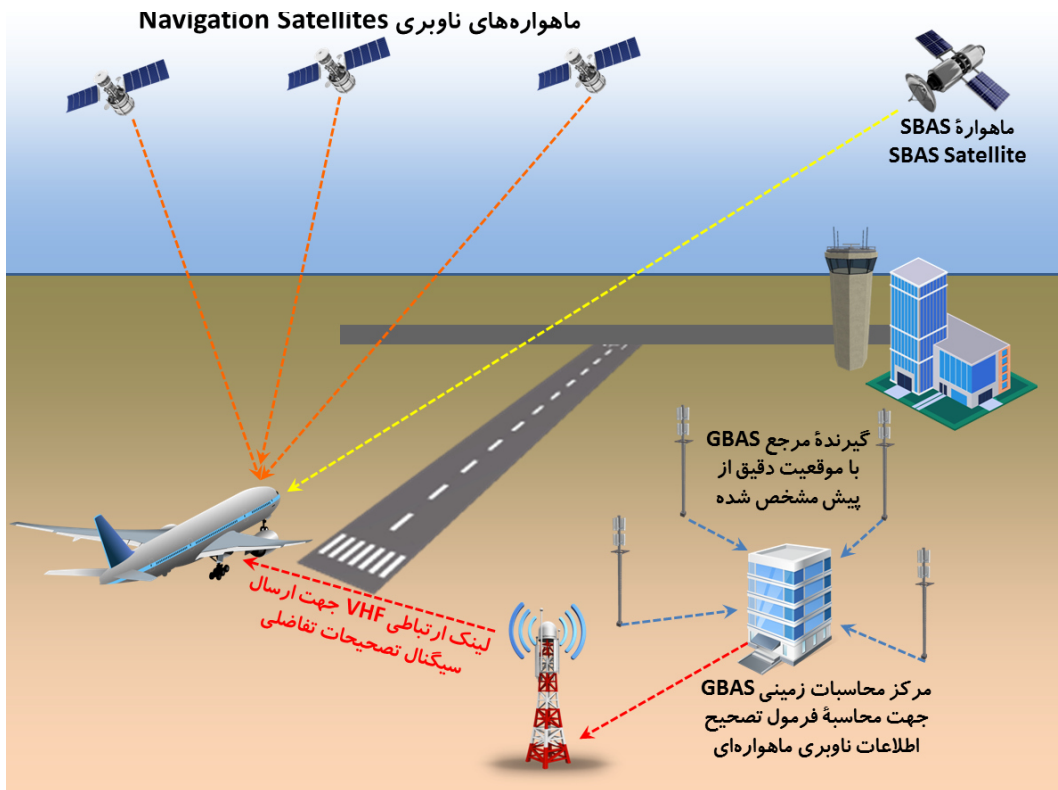 ماهواره‌های ناوبری Navigation Satellites
ماهوارهٔ SBAS
SBAS Satellite
گیرندهٔ مرجع GBAS
با موقعیت دقیق از
پیش مشخص شده
لینک ارتباطی VHF جهت ارسال
سیگنال تصحیحات تفاضلی
مرکز محاسبات زمینی GBAS
جهت محاسبهٔ فرمول تصحیح
اطلاعات ناوبری ماهواره‌ای